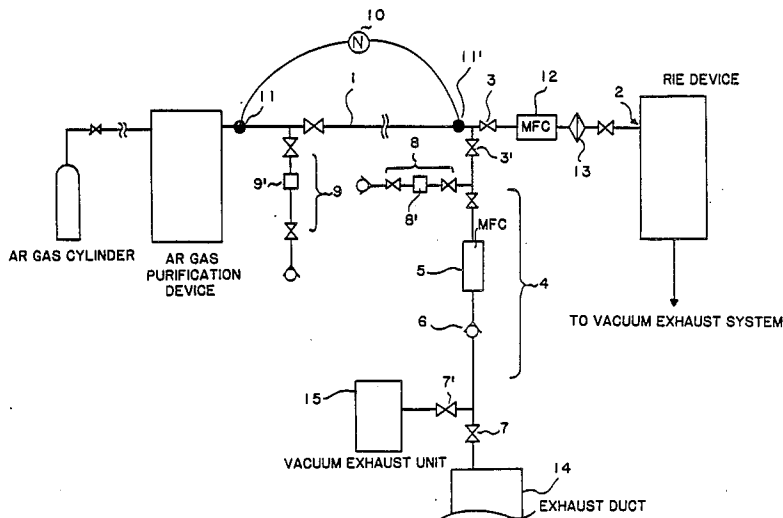 10
N
11'
3
12
RIE DEVICE
1
2
11
MFC
13
8
3'
9'
9
8'
MFC
AR GAS CYLINDER
AR GAS
PURIFICATION
DEVICE
5
4
TO VACUUM EXHAUST SYSTEM
6
15
7'
7
VACUUM EXHAUST UNIT
14
EXHAUST DUCT